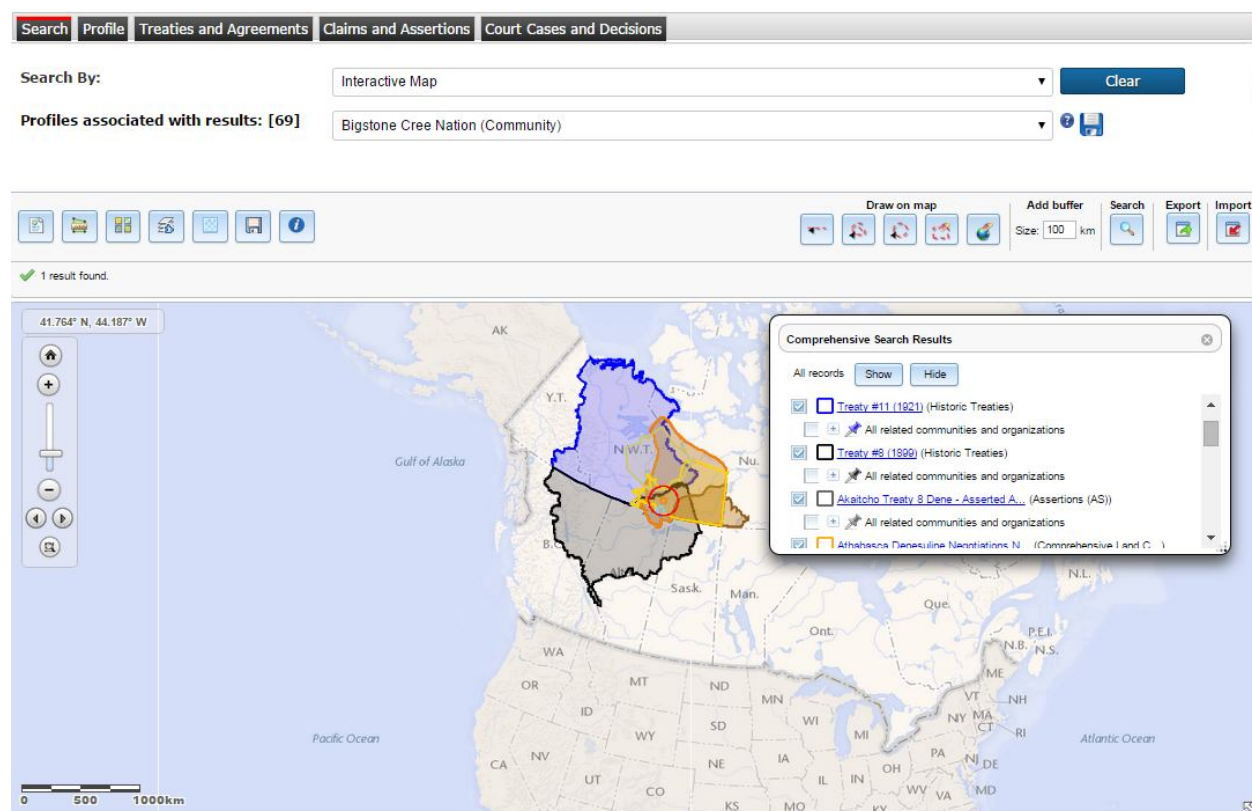 Search Profile Treaties and Agreements Claims and Assertions Court Cases and Decisions
Search By: Interactive Map Clear
Profiles associated with results: [69] Bigstone Cree Nation (Community)
Draw on map Add buffer Search Export Import
Size: 100 km
1 result found.
41.764° N, 44.187° W
Comprehensive Search Results
All records Show Hide
Treaty #11 (1921) (Historic Treaties)
All related communities and organizations
Treaty #8 (1899) (Historic Treaties)
All related communities and organizations
Akaitcho Treaty 8 Dene - Asserted A... (Assertions (AS))
All related communities and organizations
Athabasca Denesuline Negotiations N... (Comprehensive Land C...)
AK
Y.T.
N.W.T.
Nu.
Gulf of Alaska
B.C.
Sask.
Man.
Ont.
Que.
N.L.
P.E.I.
N.B.
N.S.
WA
OR
MT
ND
MN
ME
VT
NH
ID
SD
WI
MI
NY
MA
CT
RI
Pacific Ocean
WY
Atlantic Ocean
CA
NV
UT
CO
NE
IA
IL
IN
OH
PA
NJ
DE
WV
VA
MD
KS
MO
KY
0 500 1000km